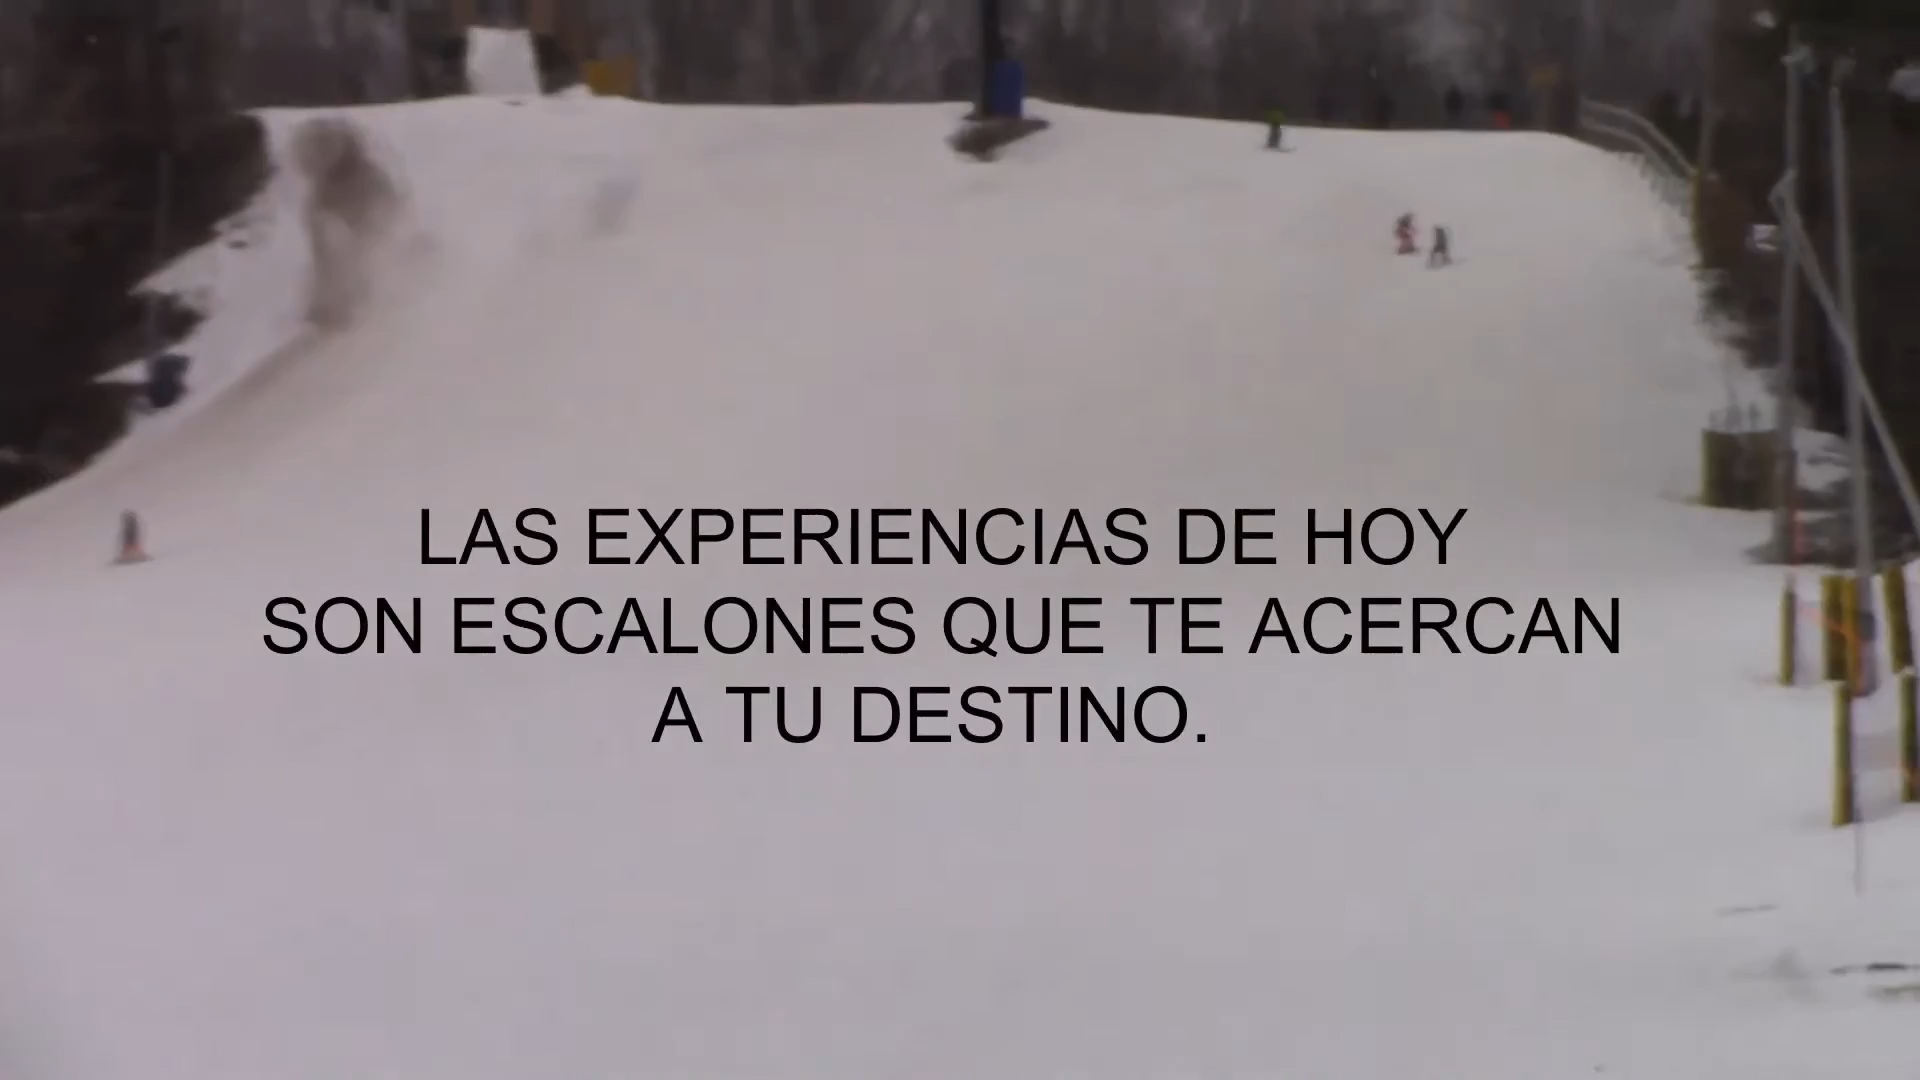 LAS EXPERIENCIAS DE HOY
SON ESCALONES QUE TE ACERCAN
A TU DESTINO.